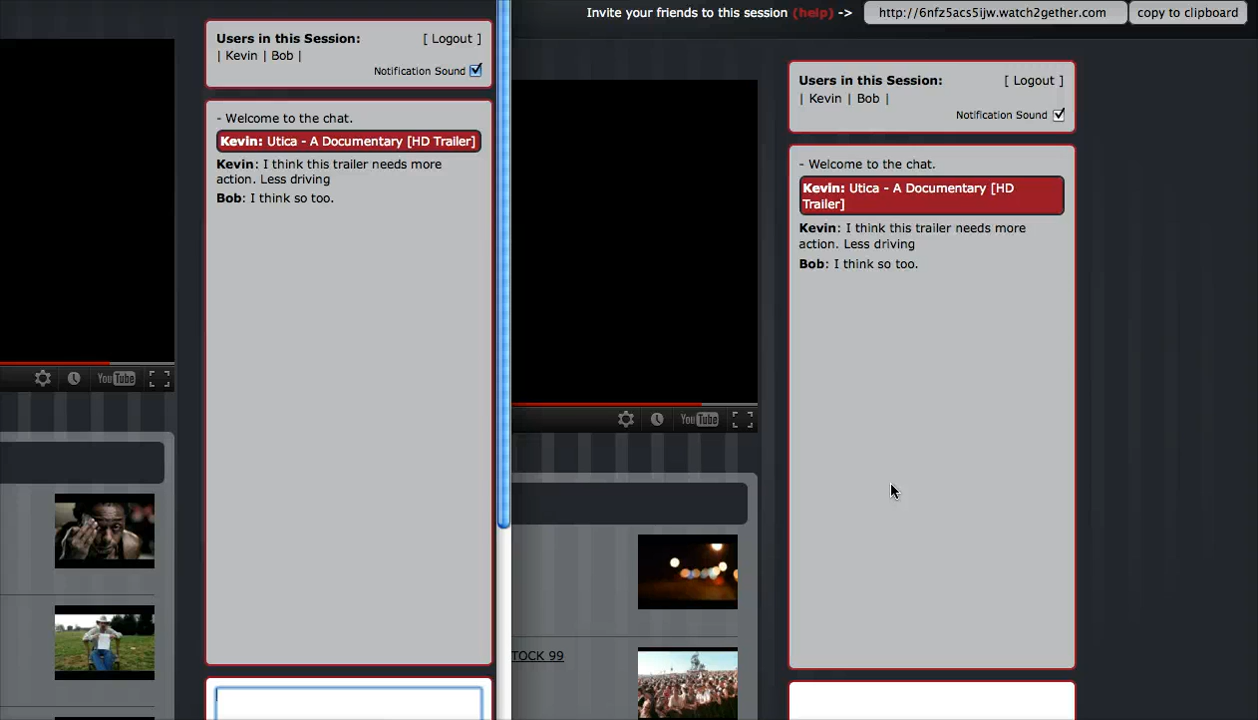 Invite your friends to this session (help) -> http://6nfz5acs5ijw.watch2gether.com copy to clipboard
Users in this Session: [ Logout ]
| Kevin | Bob |
Notification Sound
- Welcome to the chat.
Kevin: Utica - A Documentary [HD Trailer]
Kevin: I think this trailer needs more
action. Less driving
Bob: I think so too.
YouTube
Users in this Session: [ Logout ]
| Kevin | Bob |
Notification Sound
- Welcome to the chat.
Kevin: Utica - A Documentary [HD
Trailer]
Kevin: I think this trailer needs more
action. Less driving
Bob: I think so too.
YouTube
TOCK 99